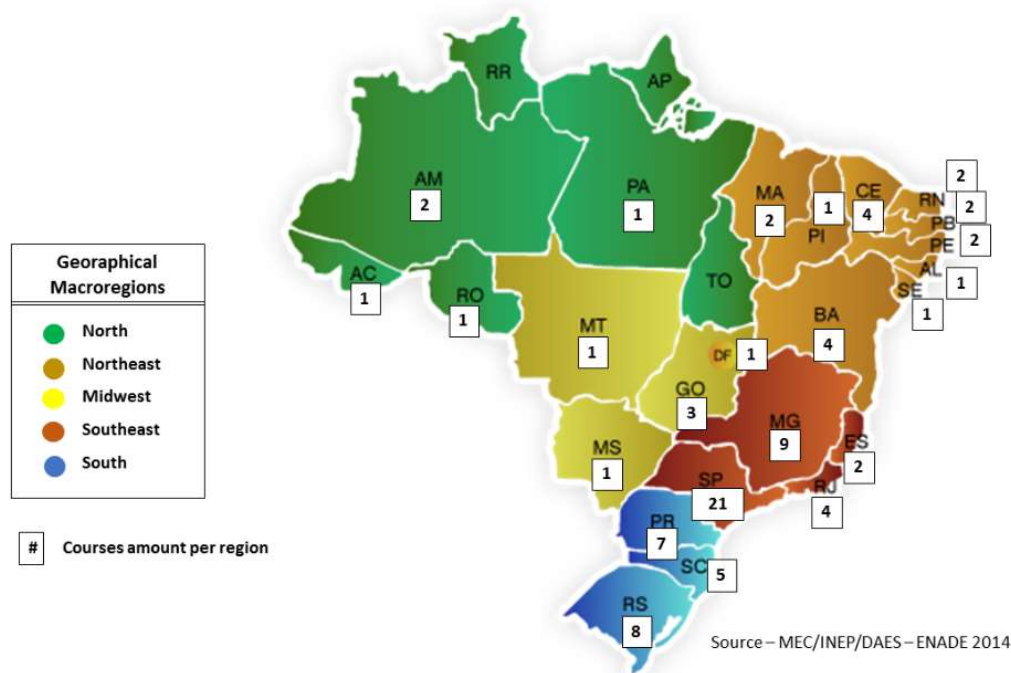 RR
AP
AM
2
PA
1
MA
2
1
PI
CE
4
2
RN
2
PB
PE
2
AL
1
SE
1
AC
1
RO
1
TO
BA
4
MT
1
DF
1
GO
3
MG
9
ES
2
MS
1
SP
21
RJ
4
PR
7
SC
5
RS
8
Georaphical
Macroregions
North
Northeast
Midwest
Southeast
South
# Courses amount per region
Source – MEC/INEP/DAES – ENADE 2014